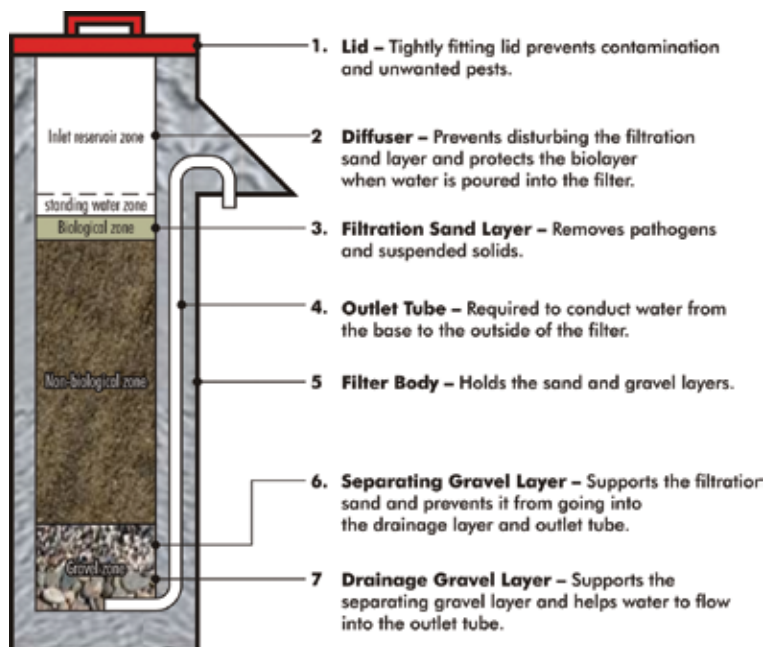 1. Lid – Tightly fitting lid prevents contamination
and unwanted pests.
Inlet reservoir zone
2 Diffuser – Prevents disturbing the filtration
sand layer and protects the biolayer
when water is poured into the filter.
standing water zone
Biological zone
3. Filtration Sand Layer – Removes pathogens
and suspended solids.
4. Outlet Tube – Required to conduct water from
the base to the outside of the filter.
Non-biological zone
5 Filter Body – Holds the sand and gravel layers.
6. Separating Gravel Layer – Supports the filtration
sand and prevents it from going into
the drainage layer and outlet tube.
Gravel zone
7 Drainage Gravel Layer – Supports the
separating gravel layer and helps water to flow
into the outlet tube.